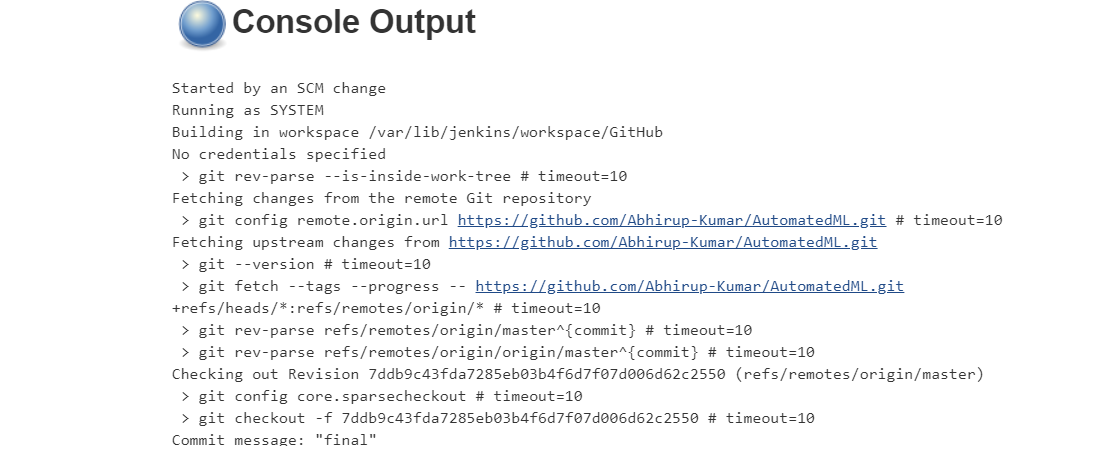 Console Output
Started by an SCM change
Running as SYSTEM
Building in workspace /var/lib/jenkins/workspace/GitHub
No credentials specified
> git rev-parse --is-inside-work-tree # timeout=10
Fetching changes from the remote Git repository
> git config remote.origin.url https://github.com/Abhirup-Kumar/AutomatedML.git # timeout=10
Fetching upstream changes from https://github.com/Abhirup-Kumar/AutomatedML.git
> git --version # timeout=10
> git fetch --tags --progress -- https://github.com/Abhirup-Kumar/AutomatedML.git
+refs/heads/*:refs/remotes/origin/* # timeout=10
> git rev-parse refs/remotes/origin/master^{commit} # timeout=10
> git rev-parse refs/remotes/origin/origin/master^{commit} # timeout=10
Checking out Revision 7ddb9c43fda7285eb03b4f6d7f07d006d62c2550 (refs/remotes/origin/master)
> git config core.sparsecheckout # timeout=10
> git checkout -f 7ddb9c43fda7285eb03b4f6d7f07d006d62c2550 # timeout=10
Commit message: "final"